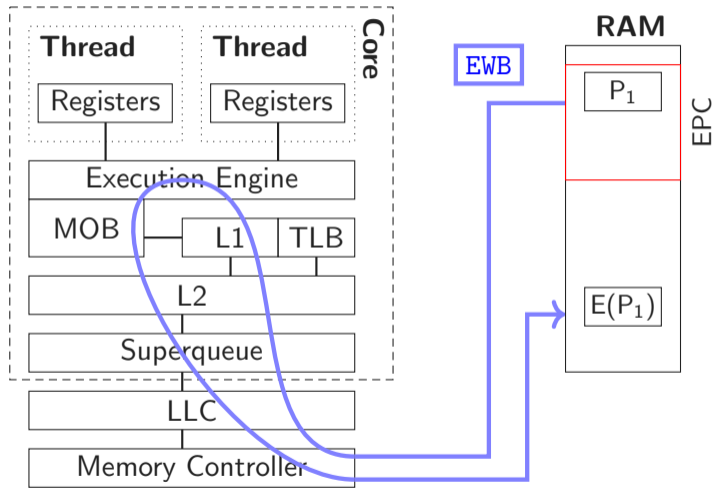 Thread
Thread
Core
Registers
Registers
Execution Engine
MOB
L1
TLB
L2
Superqueue
LLC
Memory Controller
EWB
RAM
P₁
EPC
E(P₁)